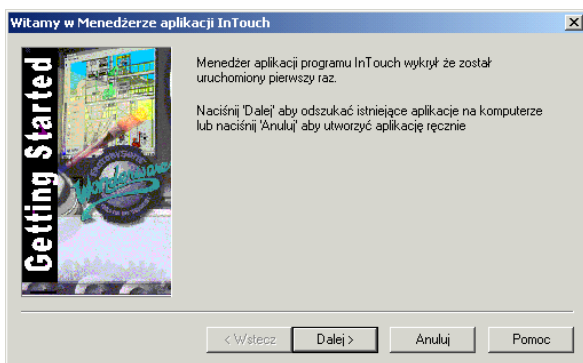 Witamy w Menedżerze aplikacji InTouch
Getting Started
FactorySuite
Wonderware
Menedżer aplikacji programu InTouch wykrył że został
uruchomiony pierwszy raz.
Naciśnij 'Dalej' aby odszukać istniejące aplikacje na komputerze
lub naciśnij 'Anuluj' aby utworzyć aplikację ręcznie
< Wstecz
Dalej >
Anuluj
Pomoc